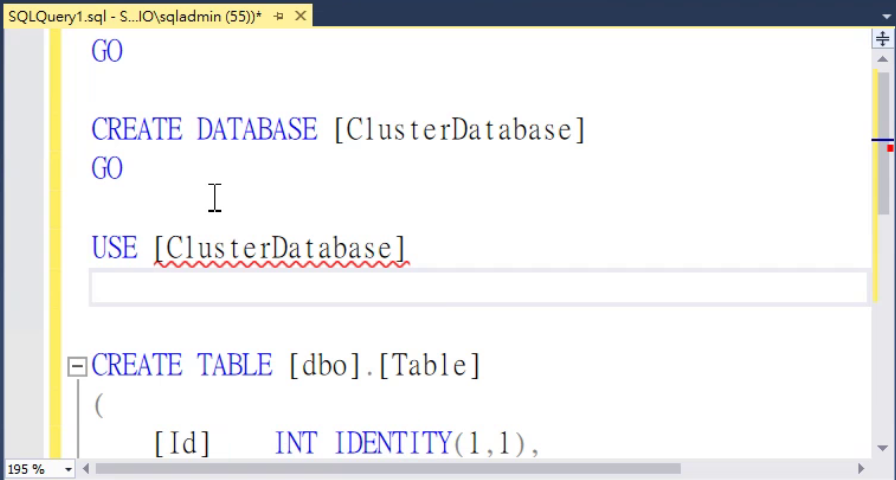 SQLQuery1.sql - S...IO\sqladmin (55))*
GO
CREATE DATABASE [ClusterDatabase]
GO
USE [ClusterDatabase]
CREATE TABLE [dbo].[Table]
(
[Id] INT IDENTITY(1,1),
195 %